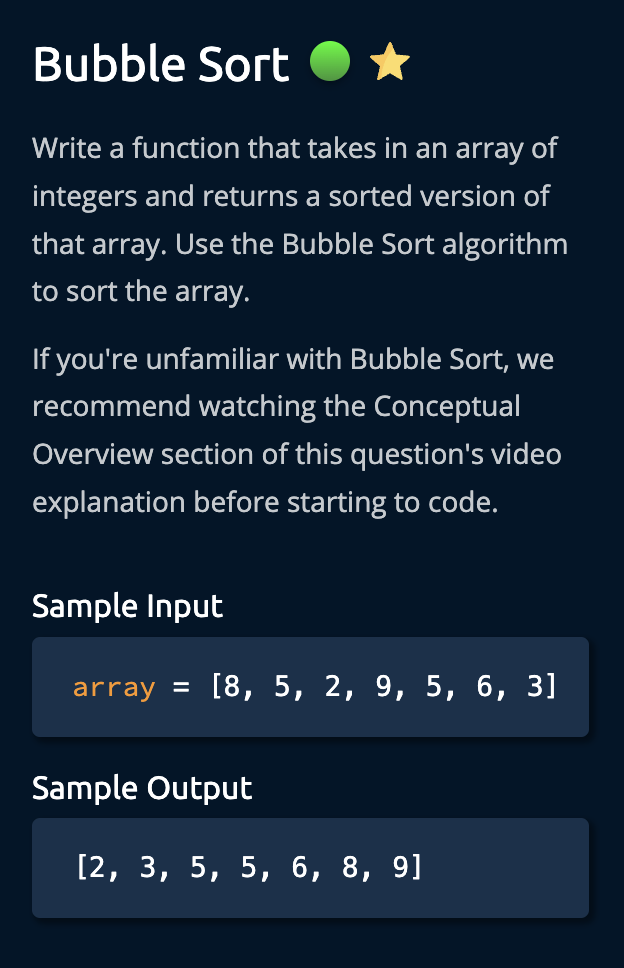 Bubble Sort
Write a function that takes in an array of
integers and returns a sorted version of
that array. Use the Bubble Sort algorithm
to sort the array.
If you're unfamiliar with Bubble Sort, we
recommend watching the Conceptual
Overview section of this question's video
explanation before starting to code.
Sample Input
array = [8, 5, 2, 9, 5, 6, 3]
Sample Output
[2, 3, 5, 5, 6, 8, 9]